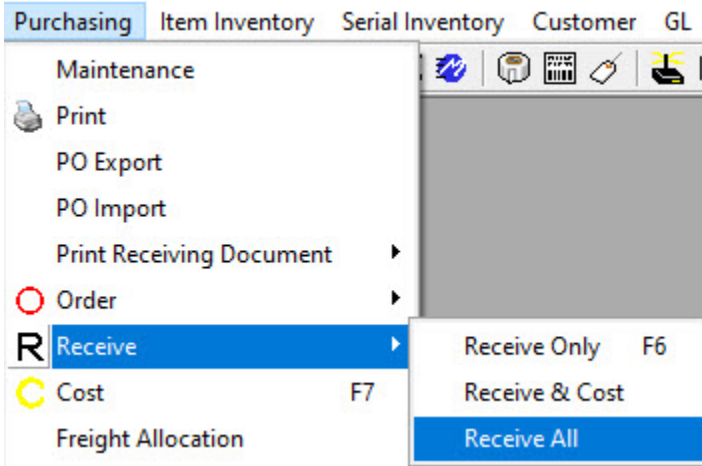 Purchasing Item Inventory Serial Inventory Customer GL
Maintenance
Print
PO Export
PO Import
Print Receiving Document
Order
R Receive
Receive Only F6
Cost F7
Receive & Cost
Freight Allocation
Receive All